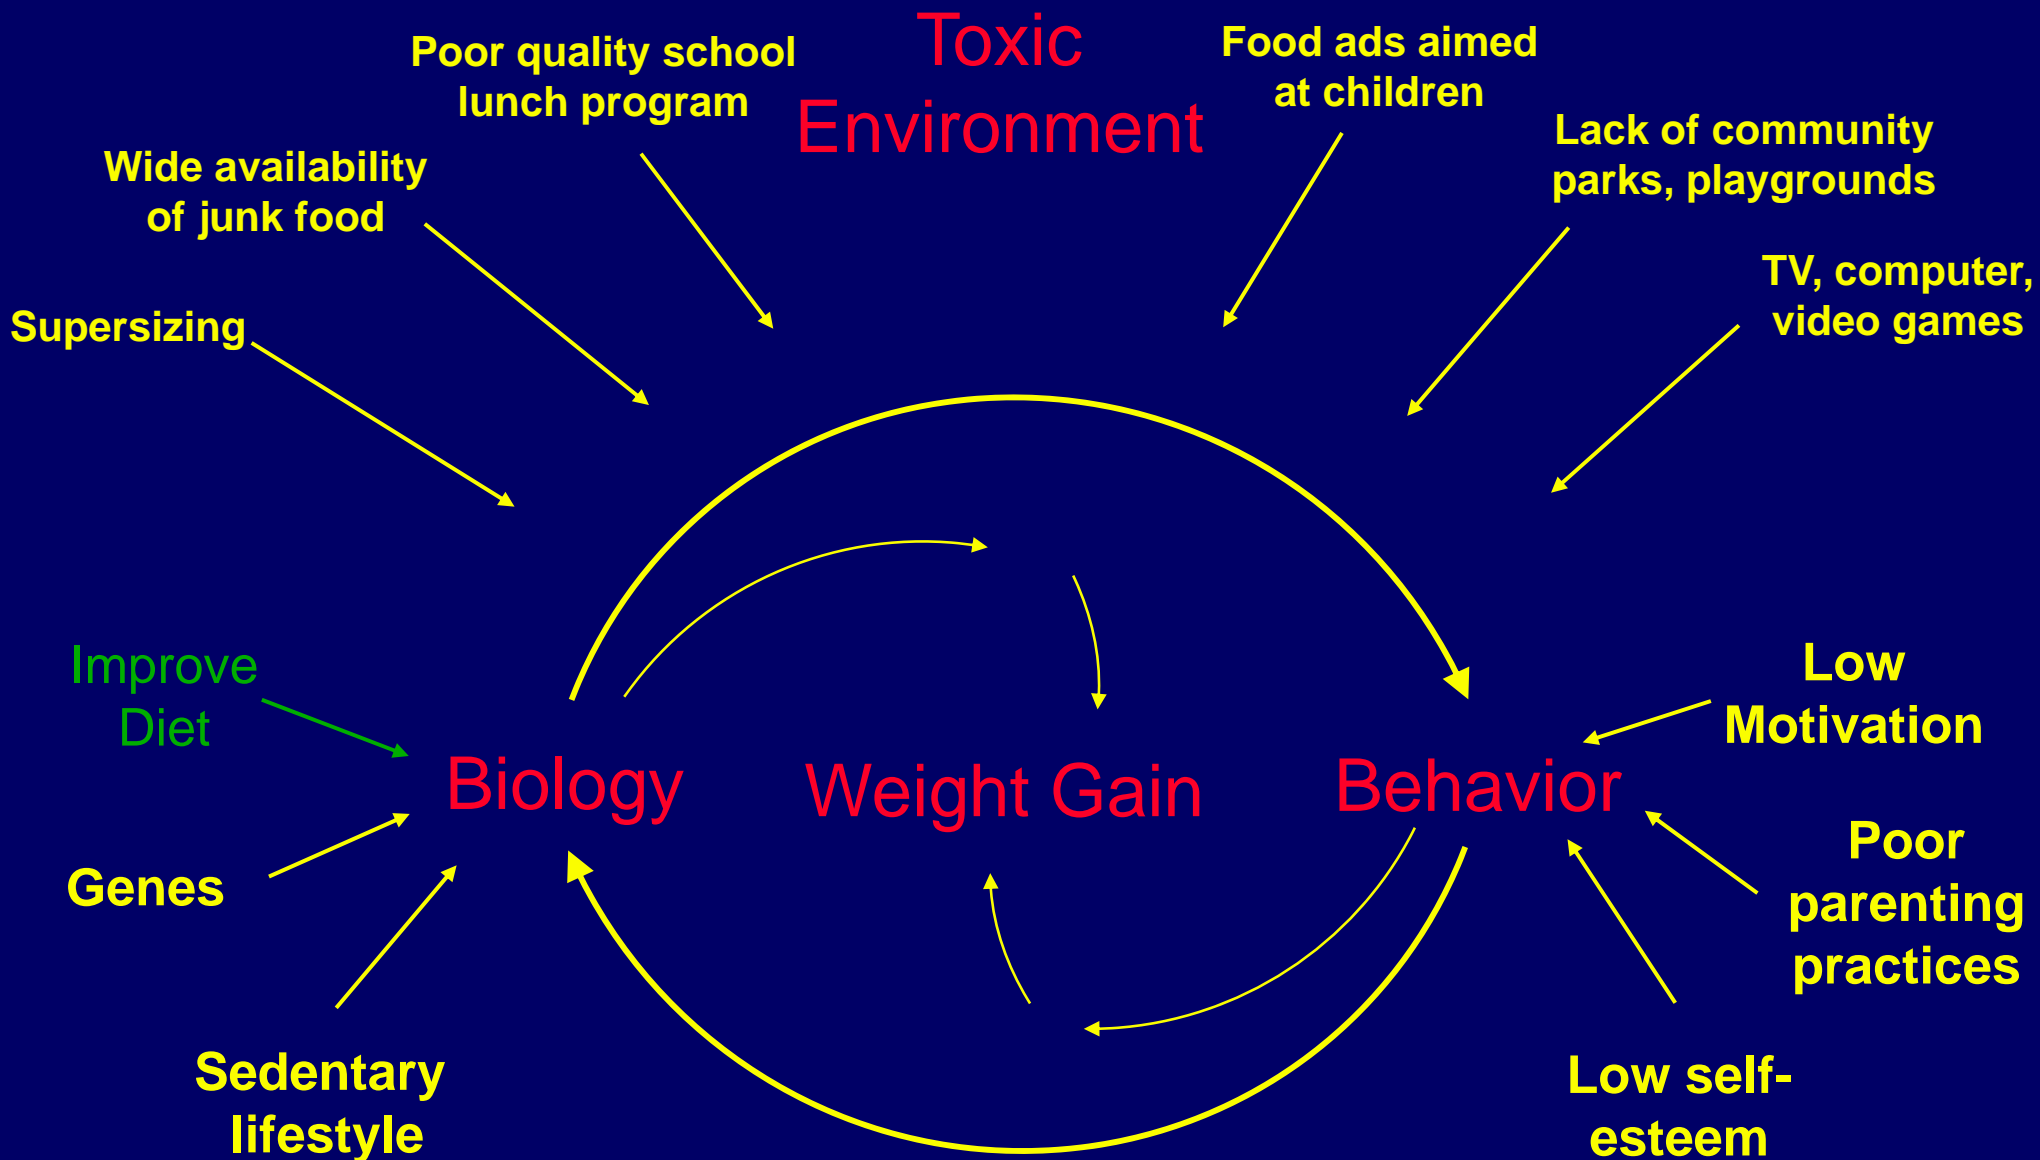 Toxic
Environment
Poor quality school
lunch program
Food ads aimed
at children
Wide availability
of junk food
Lack of community
parks, playgrounds
Supersizing
TV, computer,
video games
Improve
Diet
Low
Motivation
Biology
Weight Gain
Behavior
Genes
Poor
parenting
practices
Sedentary
lifestyle
Low self-
esteem